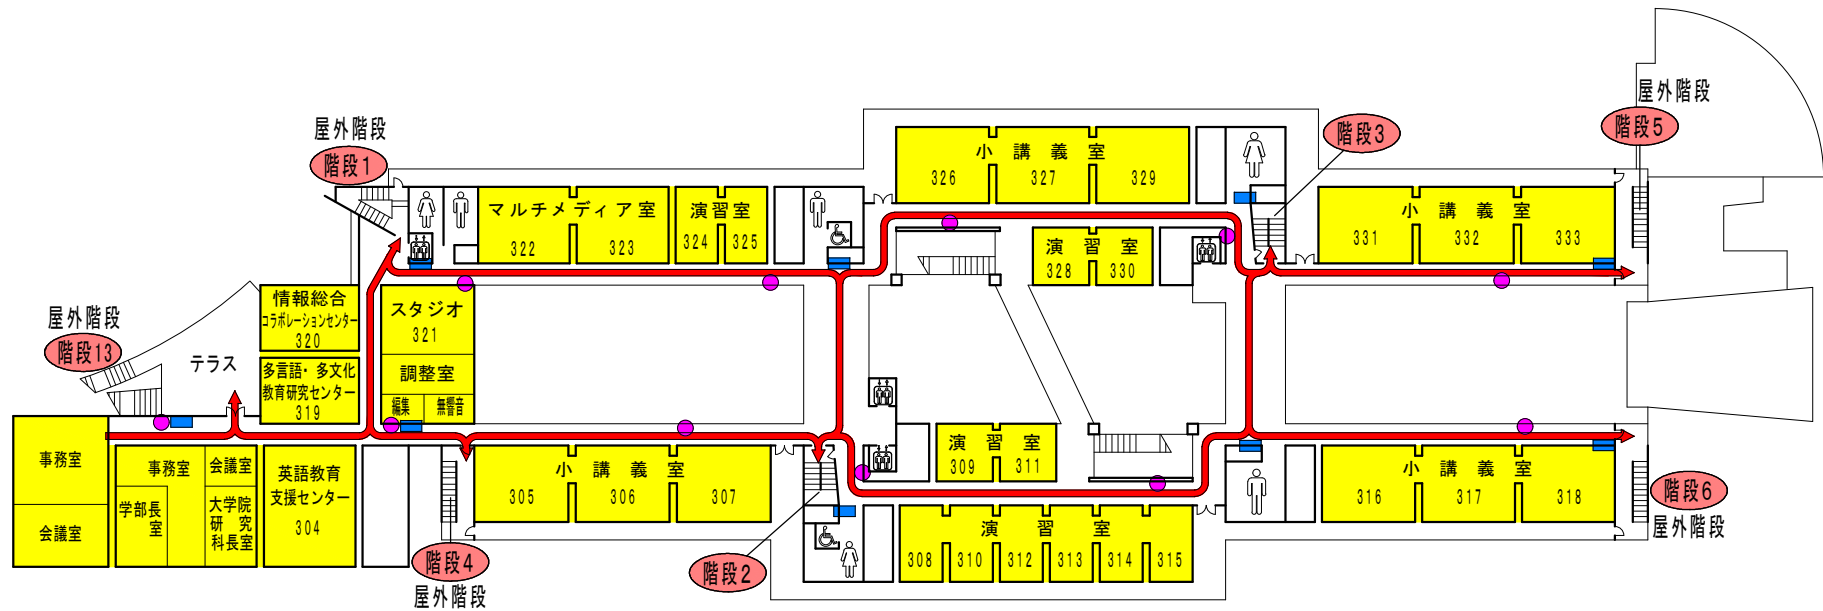 屋外階段
階段1
屋外階段
階段5
階段3
小講義室
326
327
329
マルチメディア室
322
323
演習室
324
325
小講義室
331
332
333
演習室
328
330
屋外階段
階段13
テラス
情報総合
コラボレーションセンター
320
多言語・多文化
教育研究センター
319
スタジオ
321
調整室
編集
無響音
事務室
会議室
事務室
学部長
室
会議室
大学院
研究
科長室
英語教育
支援センター
304
小講義室
305
306
307
演習室
309
311
演習室
308
310
312
313
314
315
小講義室
316
317
318
階段4
屋外階段
階段2
階段6
屋外階段